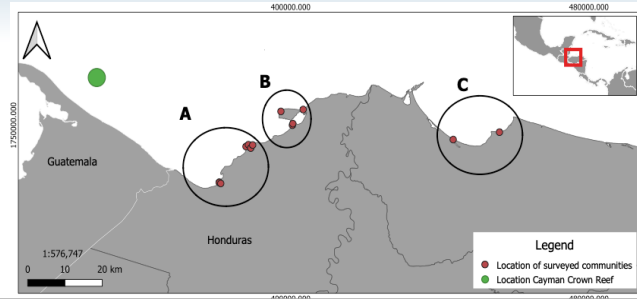 400000.000
480000.000
B
C
A
1750000.000
Guatemala
Honduras
1:576,747
0 10 20 km
Legend
Location of surveyed communities
Location Cayman Crown Reef